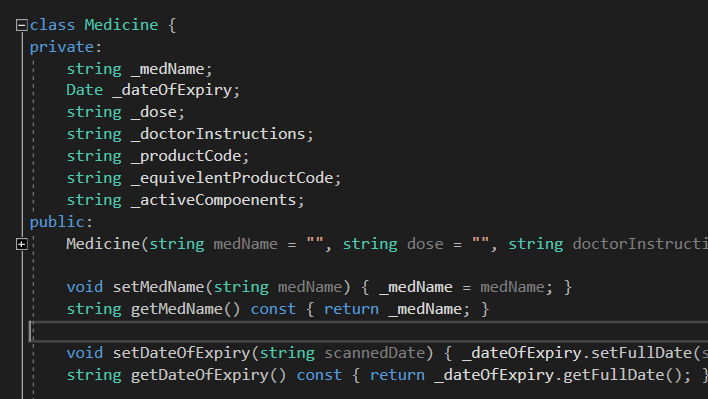 class Medicine {
private:
string _medName;
Date _dateOfExpiry;
string _dose;
string _doctorInstructions;
string _productCode;
string _equivelentProductCode;
string _activeCompoenents;
public:
Medicine(string medName = "", string dose = "", string doctorInstructi
void setMedName(string medName) { _medName = medName; }
string getMedName() const { return _medName; }
void setDateOfExpiry(string scannedDate) { _dateOfExpiry.setFullDate(s
string getDateOfExpiry() const { return _dateOfExpiry.getFullDate(); }